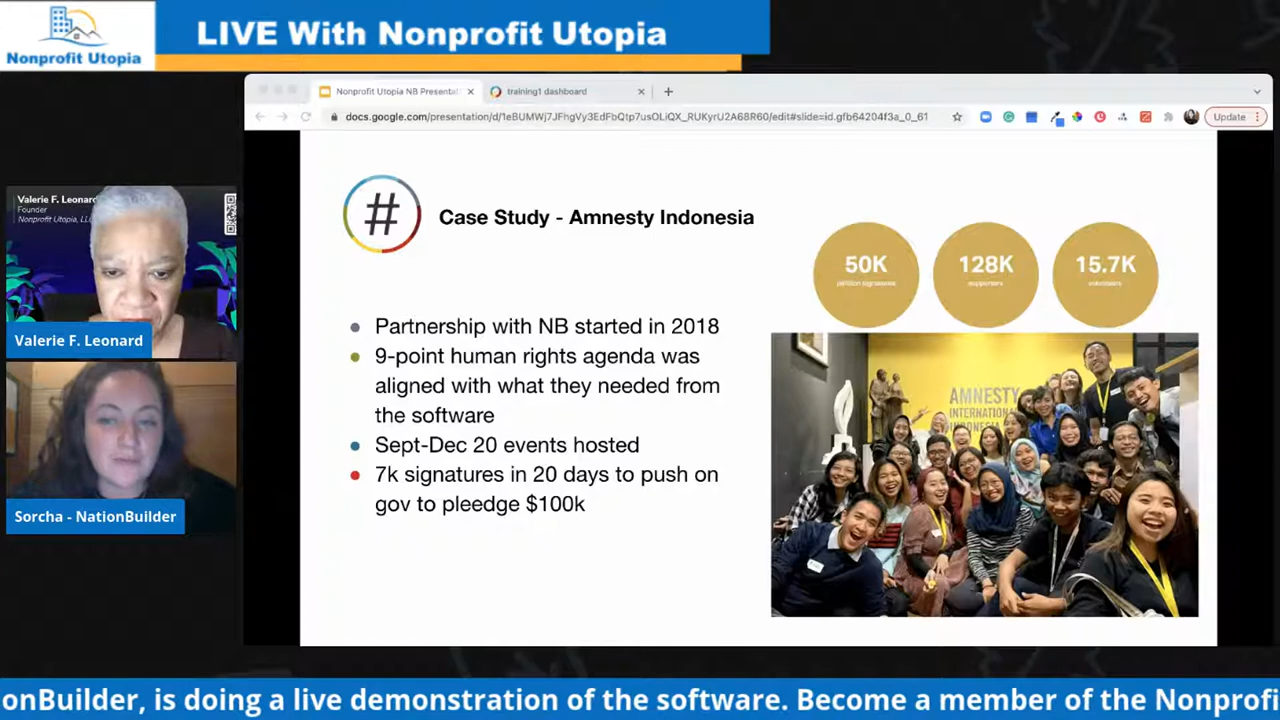 LIVE With Nonprofit Utopia
Nonprofit Utopia
Nonprofit Utopia NB Presentat
training1 dashboard
docs.google.com/presentation/d/1eBUMWj7JFhgVy3EdFbQtp7usOLiQX_RUKyrU2A68R60/edit#slide=id.gfb64204f3a_0_61
Update
#
Case Study - Amnesty Indonesia
50K
petition signatures
128K
supporters
15.7K
volunteers
Partnership with NB started in 2018
9-point human rights agenda was
aligned with what they needed from
the software
Sept-Dec 20 events hosted
7k signatures in 20 days to push on
gov to pleedge $100k
AMNESTY
INTERNATIONAL
INDONESIA
Valerie F. Leonard
Founder
Nonprofit Utopia, LLC
Valerie F. Leonard
Sorcha - NationBuilder
onBuilder, is doing a live demonstration of the software. Become a member of the Nonprofi